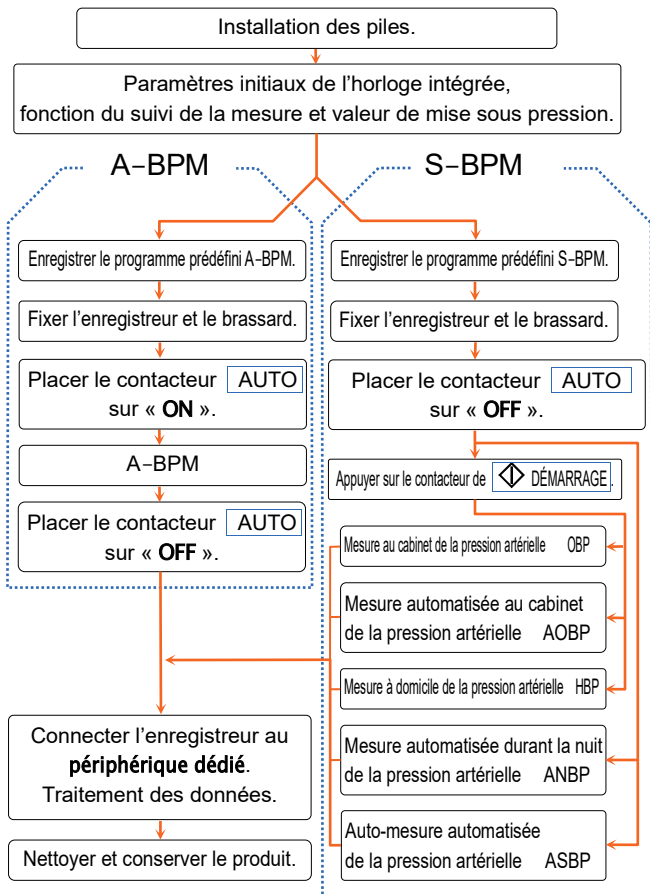 Installation des piles.
Paramètres initiaux de l’horloge intégrée,
fonction du suivi de la mesure et valeur de mise sous pression.
A−BPM
Enregistrer le programme prédéfini A−BPM.
Fixer l’enregistreur et le brassard.
Placer le contacteur AUTO
sur « ON ».
A−BPM
Placer le contacteur AUTO
sur « OFF ».
S−BPM
Enregistrer le programme prédéfini S−BPM.
Fixer l’enregistreur et le brassard.
Placer le contacteur AUTO
sur « OFF ».
Appuyer sur le contacteur de DÉMARRAGE.
Mesure au cabinet de la pression artérielle OBP
Mesure automatisée au cabinet
de la pression artérielle AOBP
Mesure à domicile de la pression artérielle HBP
Mesure automatisée durant la nuit
de la pression artérielle ANBP
Auto-mesure automatisée
de la pression artérielle ASBP
Connecter l’enregistreur au
périphérique dédié.
Traitement des données.
Nettoyer et conserver le produit.